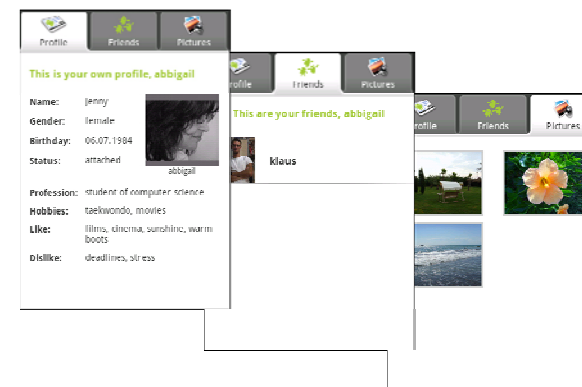 Profile Friends Pictures
This is your own profile, abbigail
Name: Jenny
Gender: female
Birthday: 06.07.1984
Status: attached
abbigail
Profession: student of computer science
Hobbies: taekwondo, movies
Like: films, cinema, sunshine, warm
boots
Dislike: deadlines, stress
rofile Friends Pictures
This are your friends, abbigail
klaus
rofile Friends Pictures